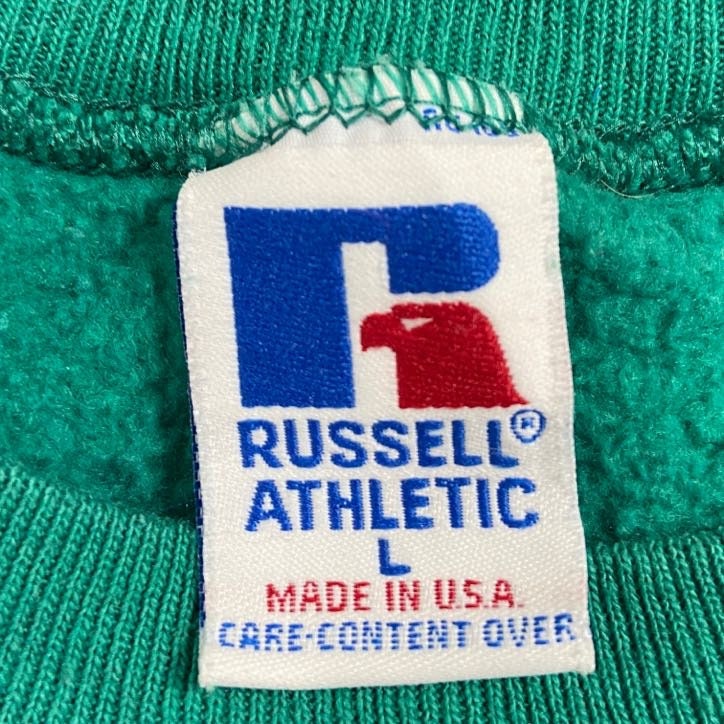 RUSSELL®
ATHLETIC
L
MADE IN U.S.A.
CARE-CONTENT OVER